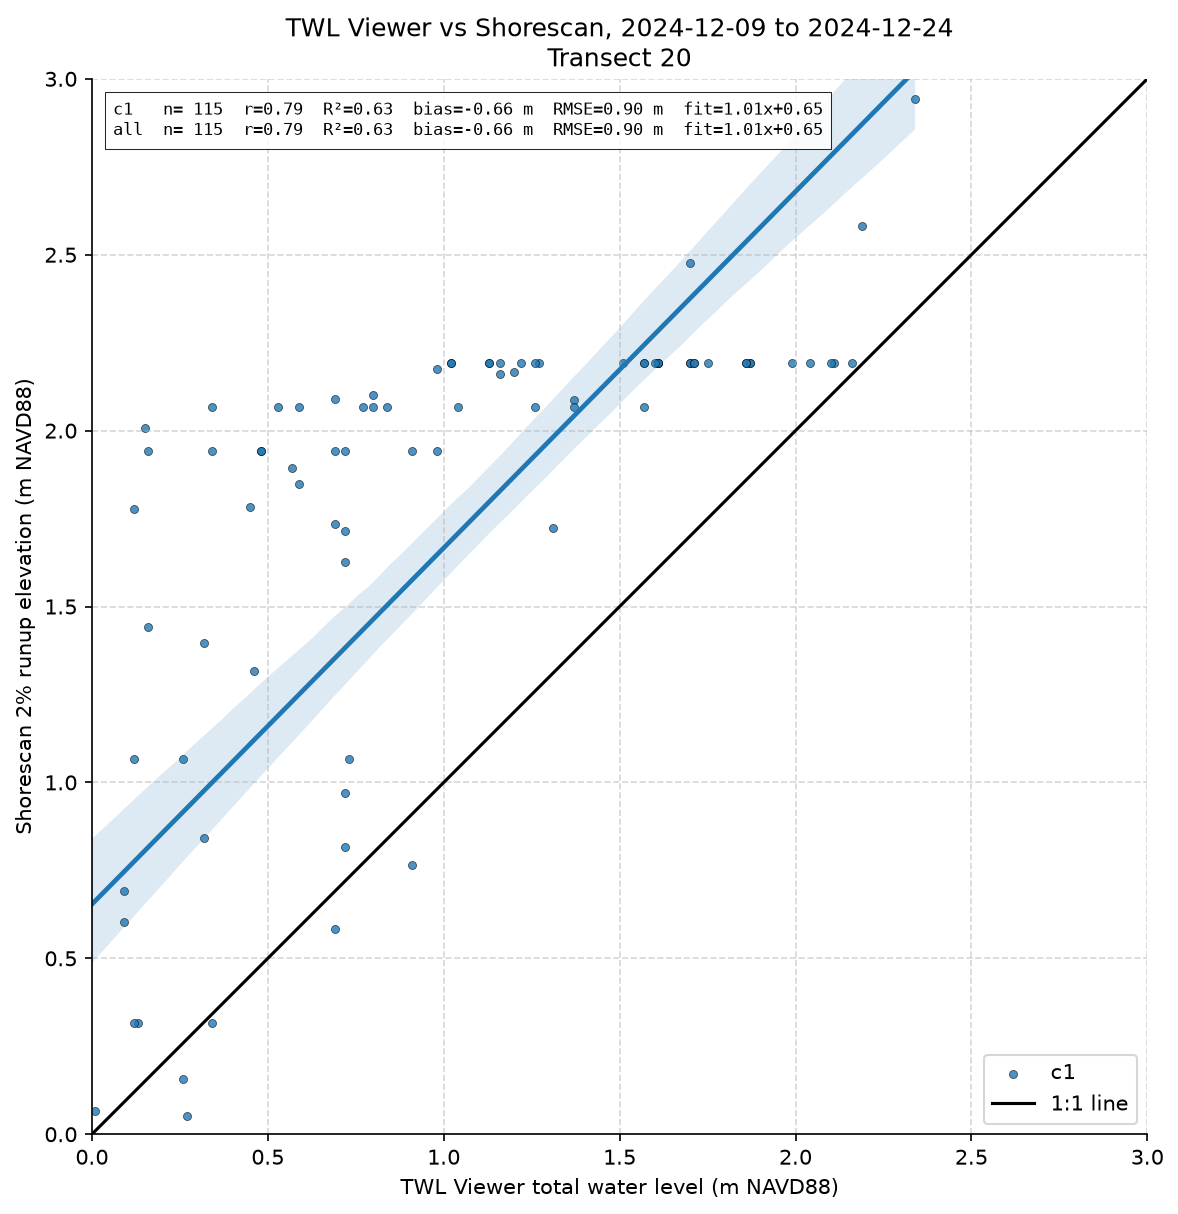 TWL Viewer vs Shorescan, 2024-12-09 to 2024-12-24
Transect 20
c1   n= 115  r=0.79  R²=0.63  bias=-0.66 m  RMSE=0.90 m  fit=1.01x+0.65
all  n= 115  r=0.79  R²=0.63  bias=-0.66 m  RMSE=0.90 m  fit=1.01x+0.65
3.0
2.5
2.0
1.5
1.0
0.5
0.0
Shorescan 2% runup elevation (m NAVD88)
c1
1:1 line
0.0 0.5 1.0 1.5 2.0 2.5 3.0
TWL Viewer total water level (m NAVD88)